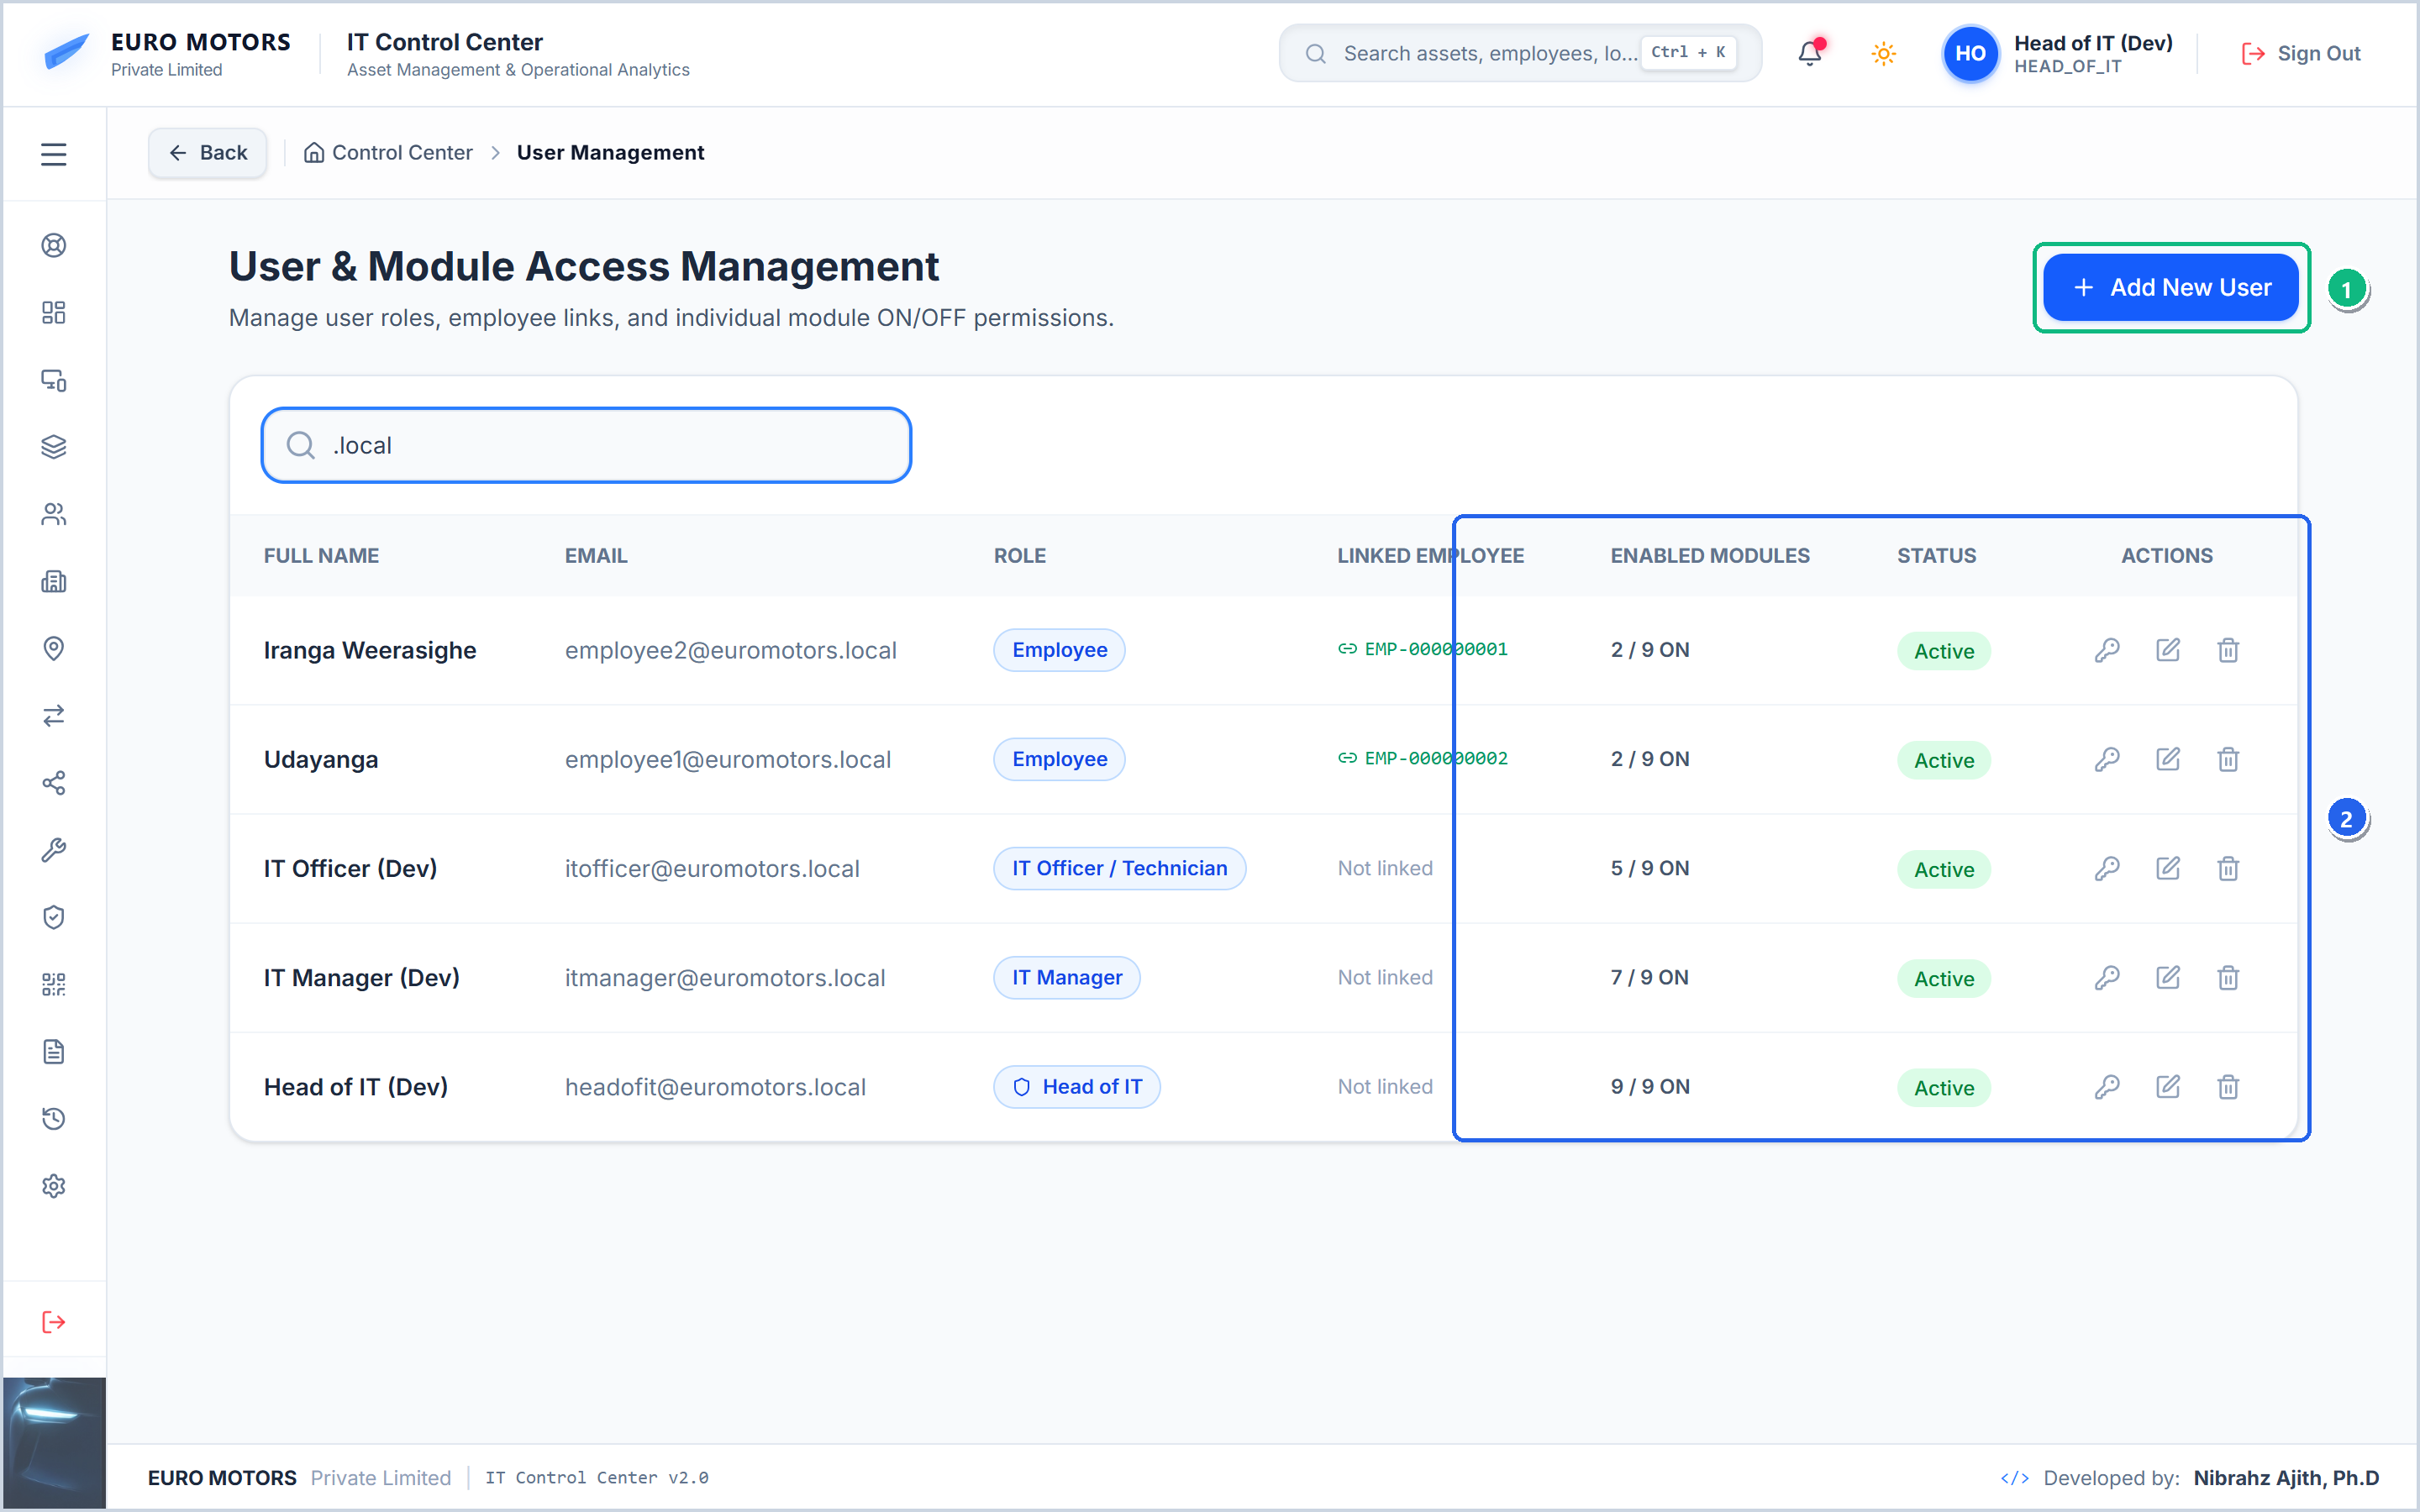 EURO MOTORS
Private Limited
IT Control Center
Asset Management & Operational Analytics
Search assets, employees, lo... Ctrl + K
HO
Head of IT (Dev)
HEAD_OF_IT
Sign Out
Back
Control Center > User Management
User & Module Access Management
Manage user roles, employee links, and individual module ON/OFF permissions.
+ Add New User
1
.local
FULL NAME EMAIL ROLE LINKED EMPLOYEE ENABLED MODULES STATUS ACTIONS
Iranga Weerasighe employee2@euromotors.local Employee EMP-000000001 2 / 9 ON Active
Udayanga employee1@euromotors.local Employee EMP-000000002 2 / 9 ON Active
2
IT Officer (Dev) itofficer@euromotors.local IT Officer / Technician Not linked 5 / 9 ON Active
IT Manager (Dev) itmanager@euromotors.local IT Manager Not linked 7 / 9 ON Active
Head of IT (Dev) headofit@euromotors.local Head of IT Not linked 9 / 9 ON Active
EURO MOTORS Private Limited IT Control Center v2.0
</> Developed by: Nibrahz Ajith, Ph.D